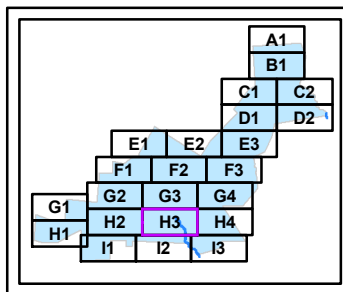 A1
B1
C1 C2
D1 D2
E1 E2 E3
F1 F2 F3
G1 G2 G3 G4
H1 H2 H3 H4
I1 I2 I3